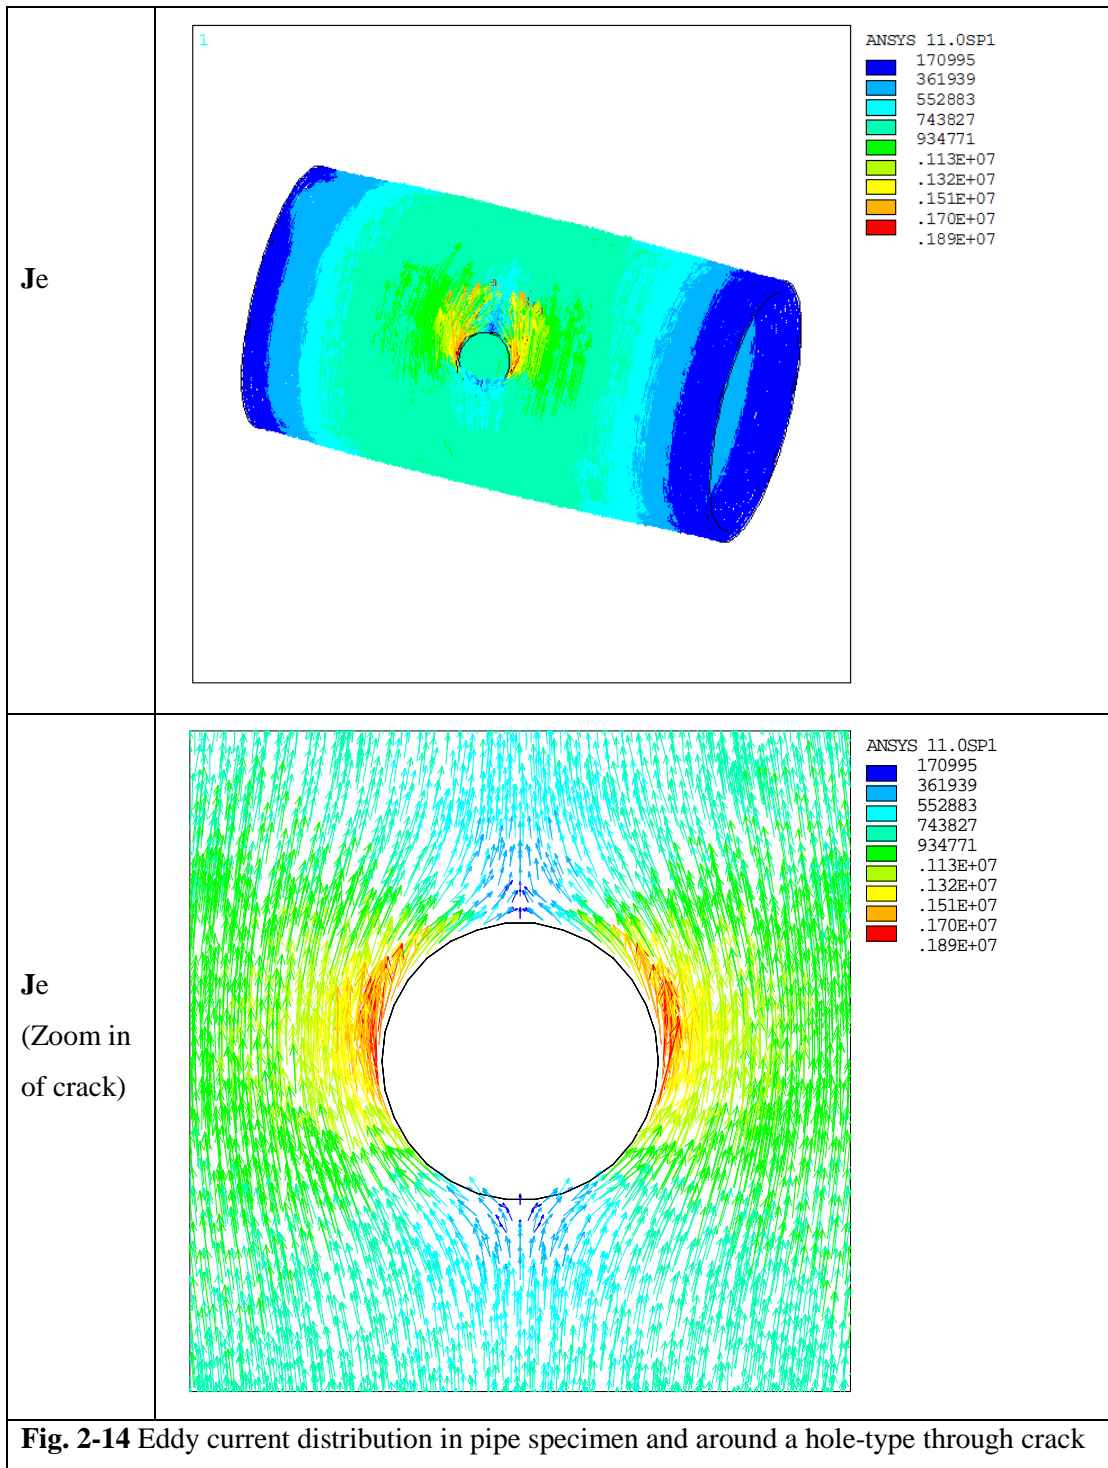 Je
1
ANSYS 11.0SP1
170995
361939
552883
743827
934771
.113E+07
.132E+07
.151E+07
.170E+07
.189E+07
Je
(Zoom in
of crack)
ANSYS 11.0SP1
170995
361939
552883
743827
934771
.113E+07
.132E+07
.151E+07
.170E+07
.189E+07
Fig. 2-14 Eddy current distribution in pipe specimen and around a hole-type through crack